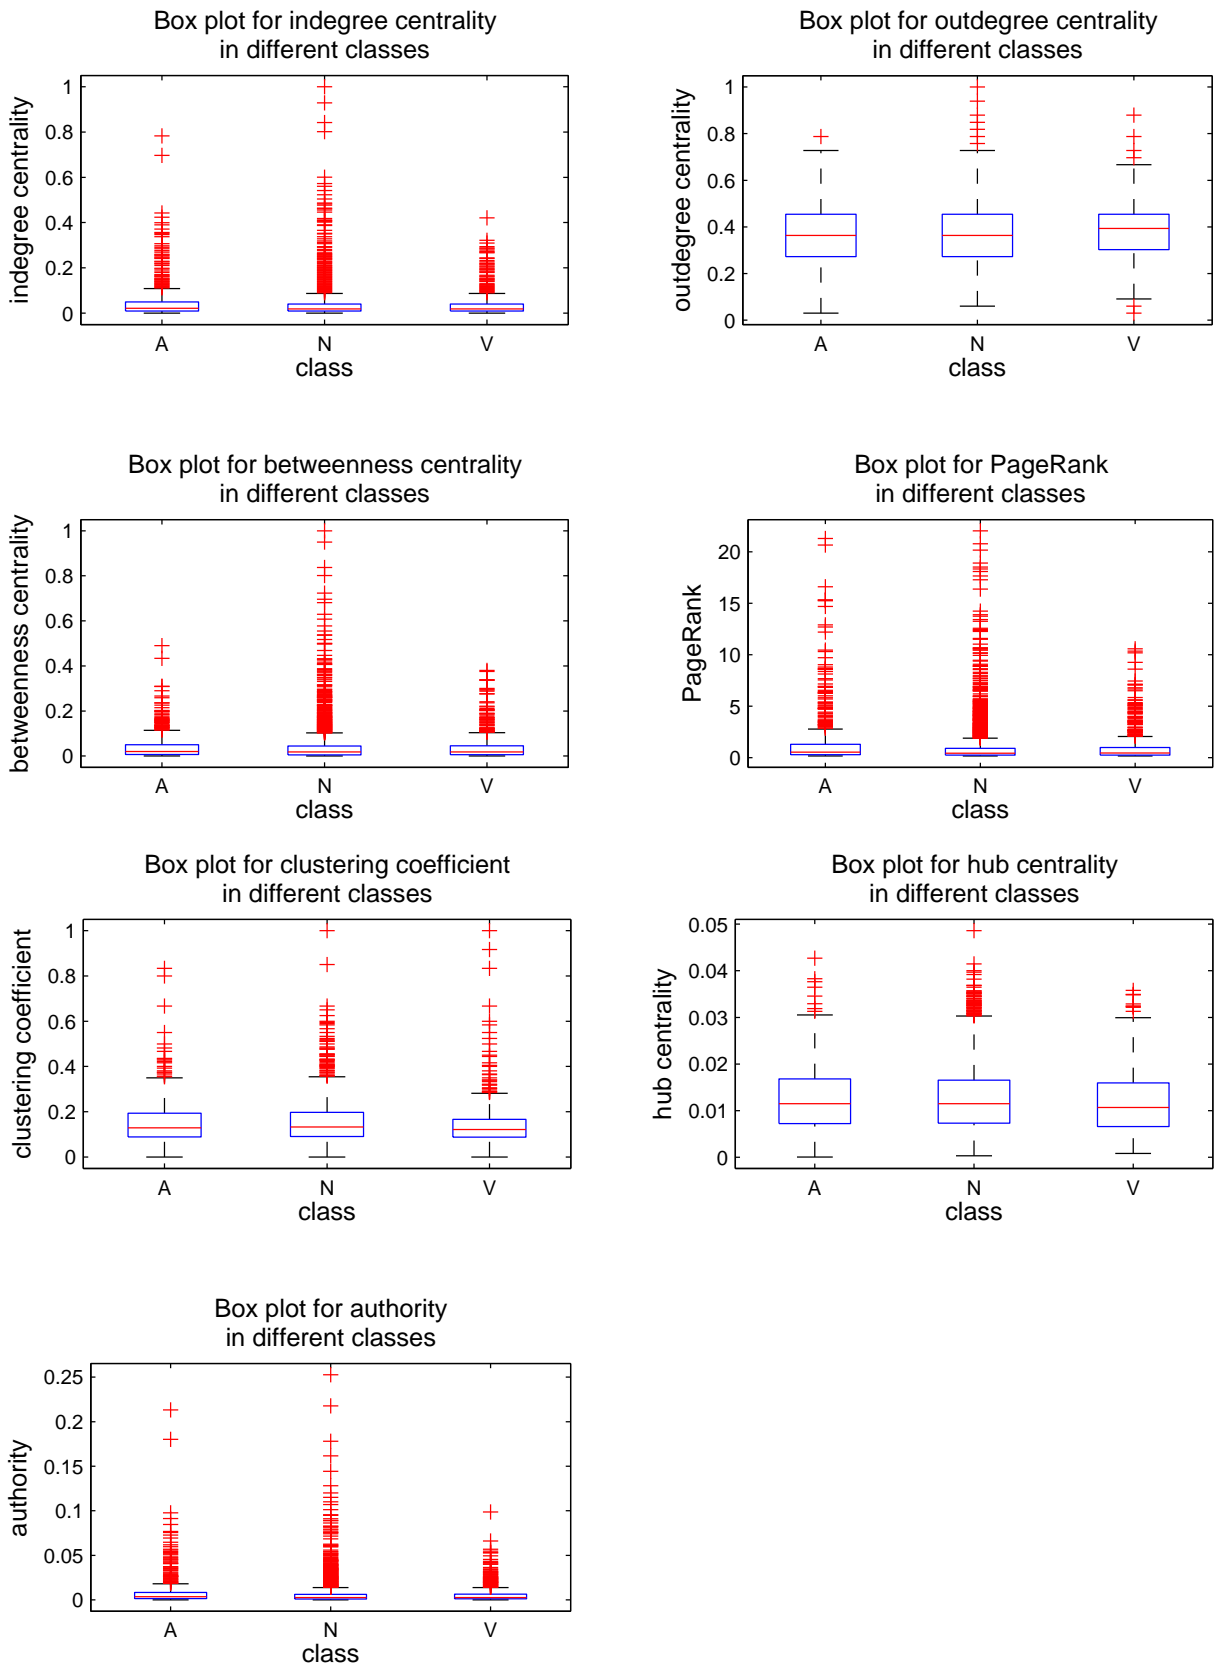 Box plot for indegree centrality
in different classes
1
0.8
0.6
0.4
0.2
0
indegree centrality
A N V
class
Box plot for outdegree centrality
in different classes
1
0.8
0.6
0.4
0.2
0
outdegree centrality
A N V
class
Box plot for betweenness centrality
in different classes
1
0.8
0.6
0.4
0.2
0
betweenness centrality
A N V
class
Box plot for PageRank
in different classes
20
15
10
5
0
PageRank
A N V
class
Box plot for clustering coefficient
in different classes
1
0.8
0.6
0.4
0.2
0
clustering coefficient
A N V
class
Box plot for hub centrality
in different classes
0.05
0.04
0.03
0.02
0.01
0
hub centrality
A N V
class
Box plot for authority
in different classes
0.25
0.2
0.15
0.1
0.05
0
authority
A N V
class